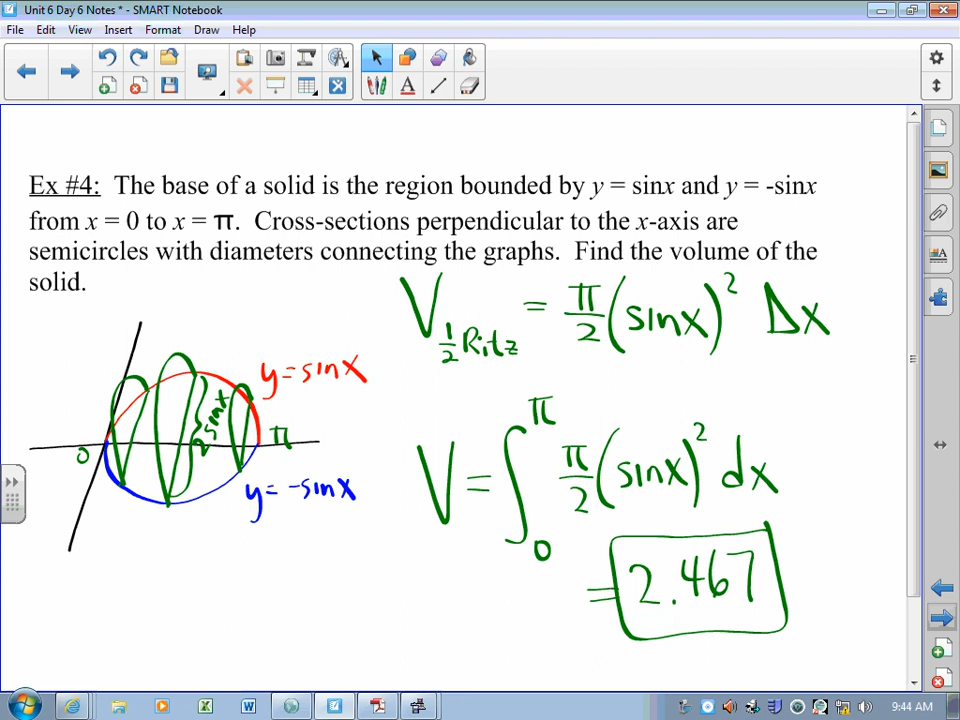 Unit 6 Day 6 Notes * - SMART Notebook
File Edit View Insert Format Draw Help
Ex #4: The base of a solid is the region bounded by y = sinx and y = -sinx
from x = 0 to x = π. Cross-sections perpendicular to the x-axis are
semicircles with diameters connecting the graphs. Find the volume of the
solid.
V ½ Ritz = π/2 (sinx)² Δx
y=sinx
2sinx
0 π
y=-sinx
V = ∫₀^π π/2 (sinx)² dx
= 2.467
9:44 AM